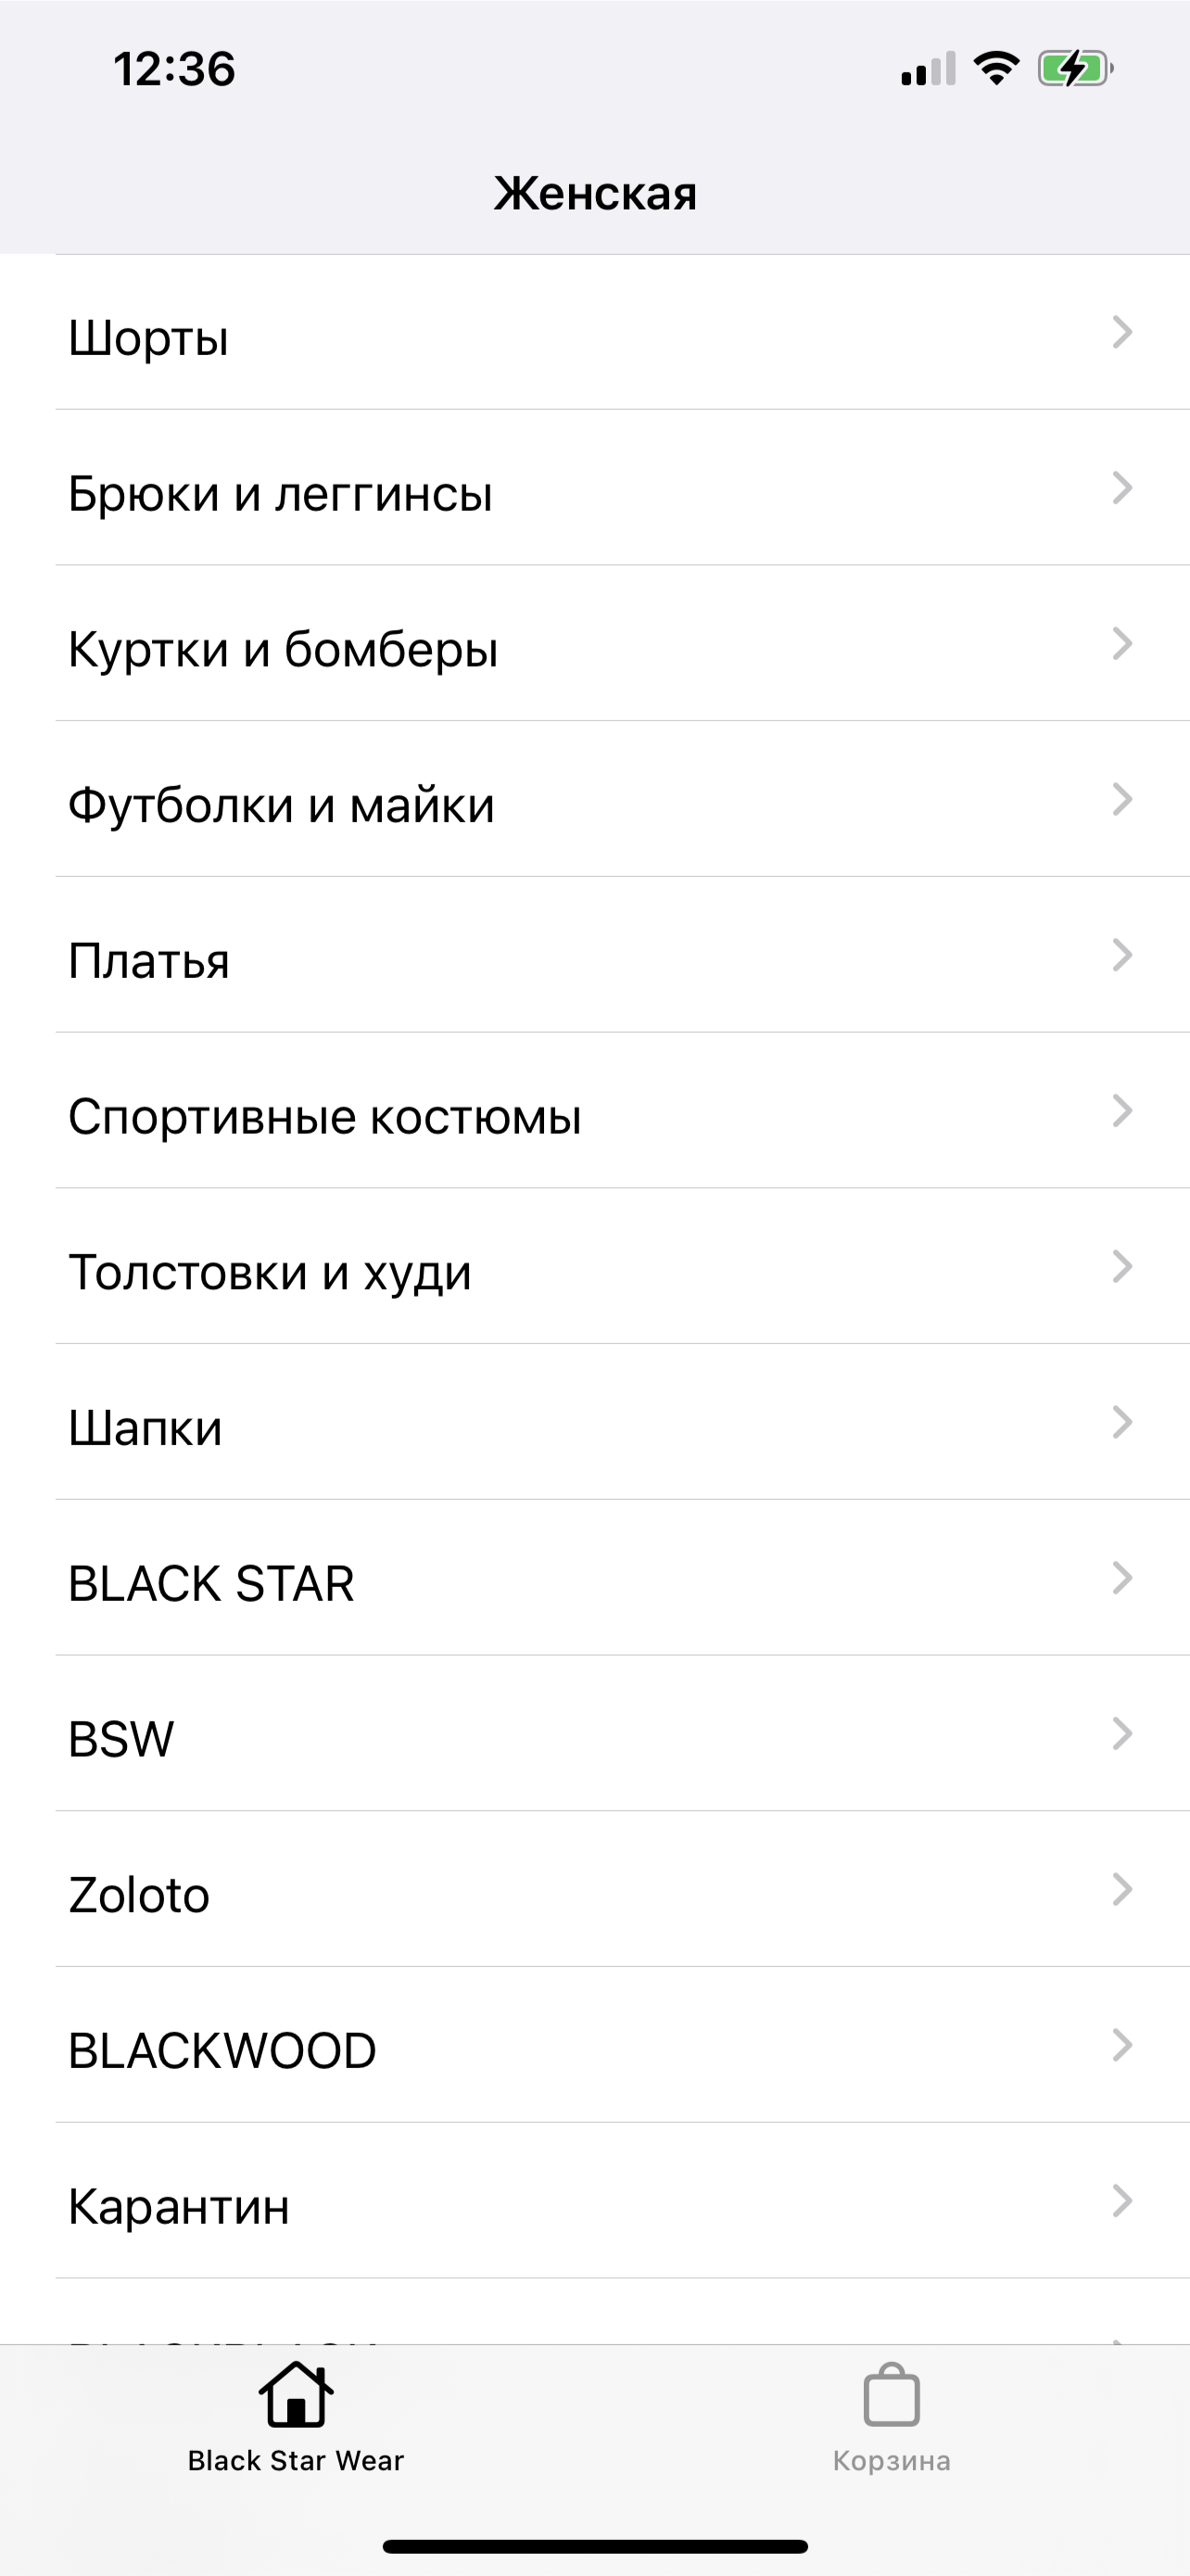 12:36
Женская
Шорты
Брюки и леггинсы
Куртки и бомберы
Футболки и майки
Платья
Спортивные костюмы
Толстовки и худи
Шапки
BLACK STAR
BSW
Zoloto
BLACKWOOD
Карантин
Black Star Wear
Корзина